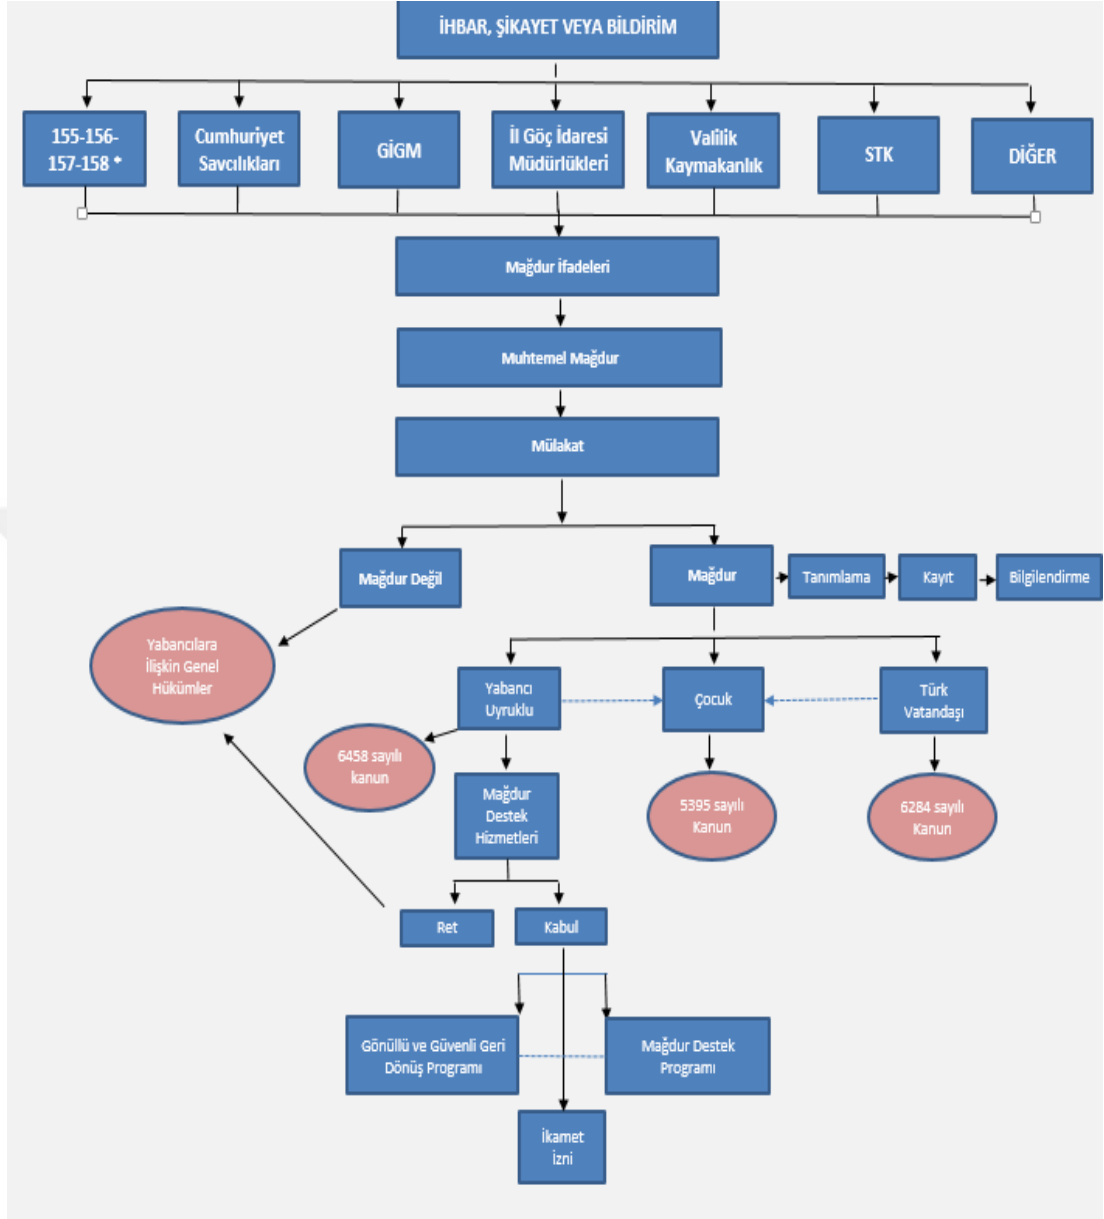 İHBAR, ŞİKAYET VEYA BİLDİRİM
155-156-
157-158 *
Cumhuriyet
Savcılıkları
GİGM
İl Göç İdaresi
Müdürlükleri
Valilik
Kaymakanlık
STK
DİĞER
Mağdur İfadeleri
Muhtemel Mağdur
Mülakat
Mağdur Değil
Mağdur
Tanımlama
Kayıt
Bilgilendirme
Yabancılara
İlişkin Genel
Hükümler
Yabancı
Uyruklu
Çocuk
Türk
Vatandaşı
6458 sayılı
kanun
Mağdur
Destek
Hizmetleri
5395 sayılı
Kanun
6284 sayılı
Kanun
Ret
Kabul
Gönüllü ve Güvenli Geri
Dönüş Programı
Mağdur Destek
Programı
İkamet
İzni